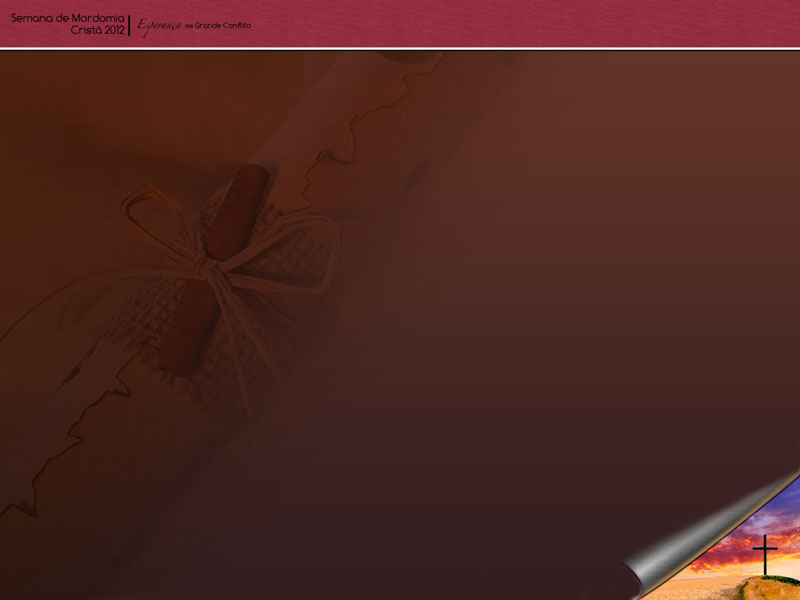 Semana de Mordomia
Cristã 2012
Esperança no Grande Conflito